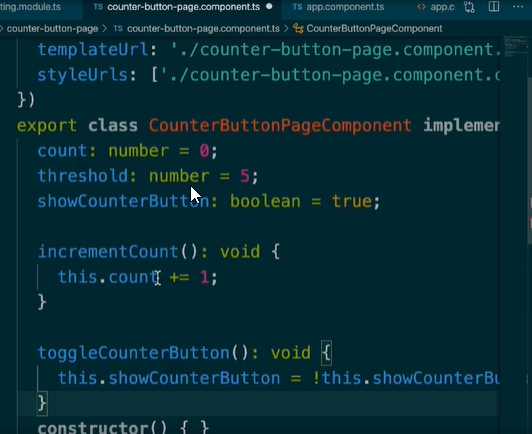 ting.module.ts TS counter-button-page.component.ts TS app.component.ts <> app.c
counter-button-page > TS counter-button-page.component.ts > CounterButtonPageComponent
templateUrl: './counter-button-page.component.
styleUrls: ['./counter-button-page.component.c
})
export class CounterButtonPageComponent implemen
count: number = 0;
threshold: number = 5;
showCounterButton: boolean = true;
incrementCount(): void {
this.count += 1;
}
toggleCounterButton(): void {
this.showCounterButton = !this.showCounterBu
}
constructor() { }